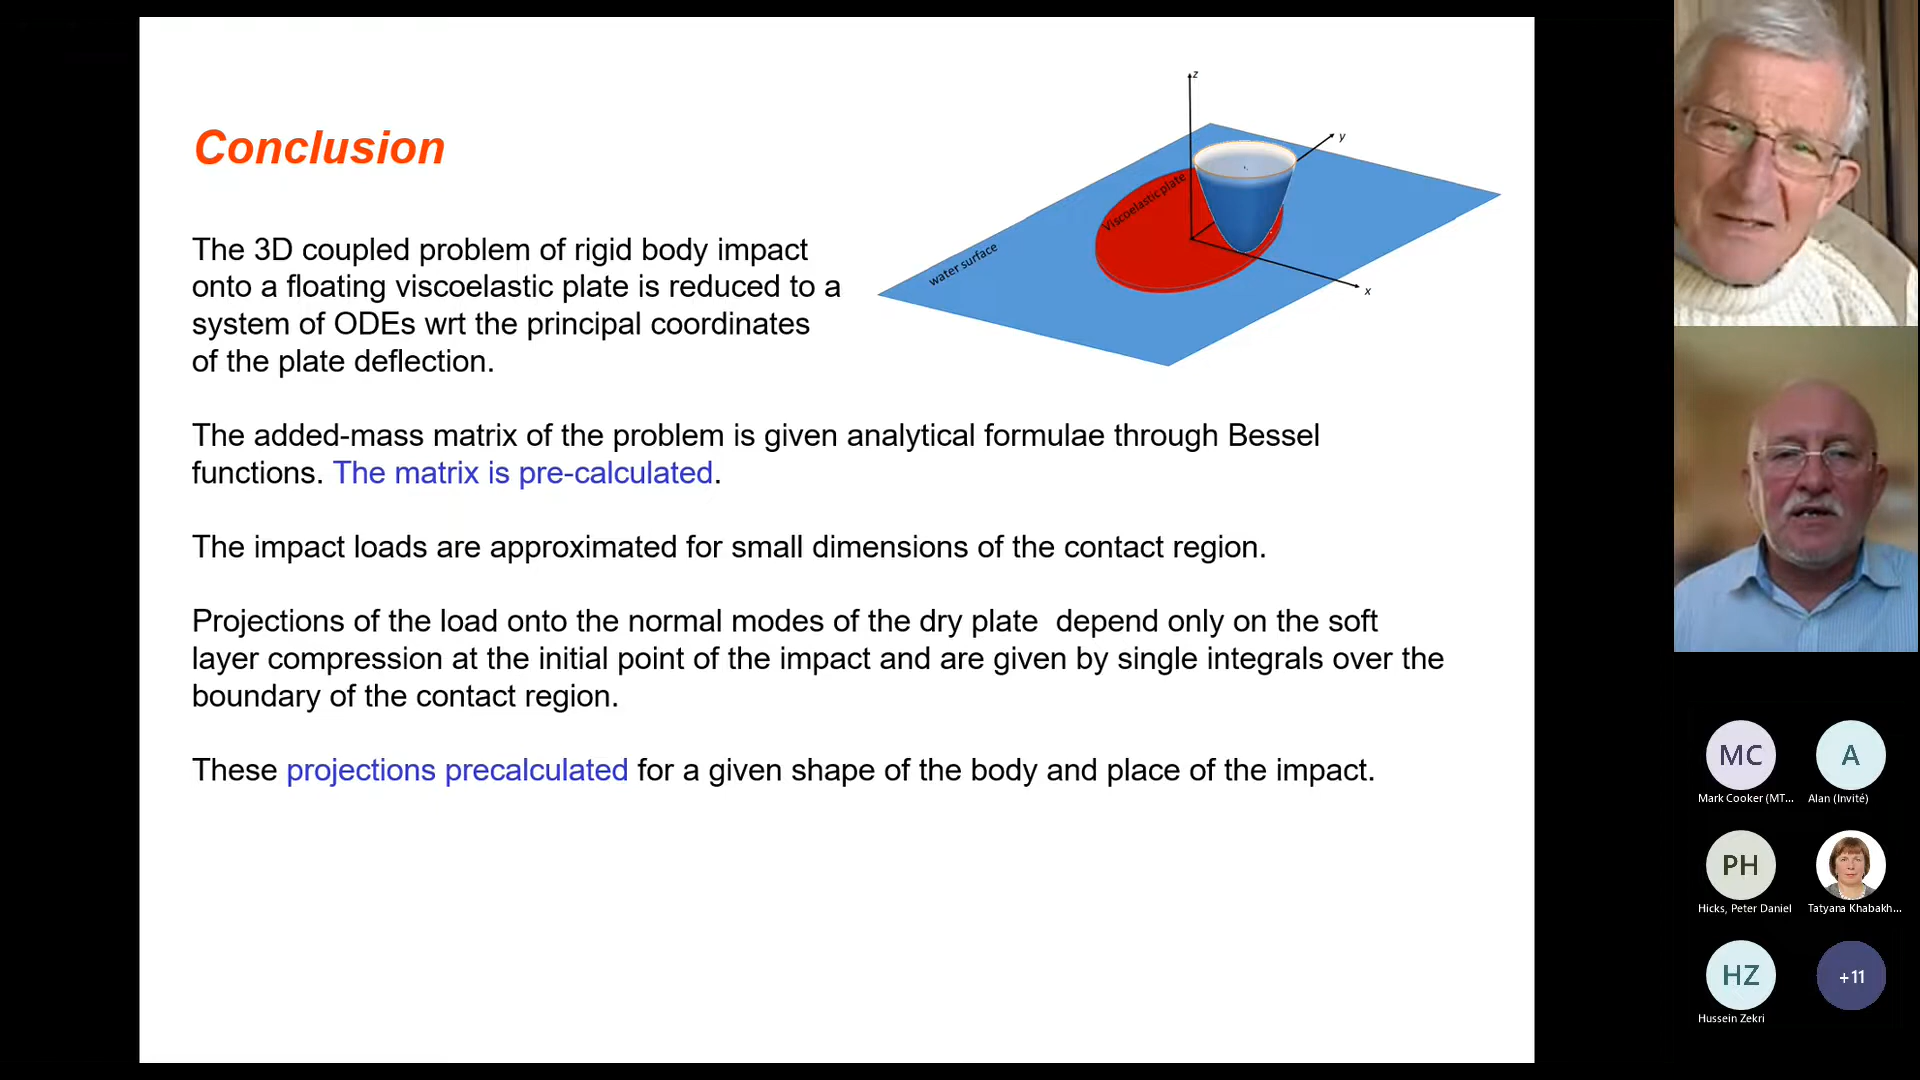 Conclusion
z
y
Viscoelastic plate
water surface
x
The 3D coupled problem of rigid body impact
onto a floating viscoelastic plate is reduced to a
system of ODEs wrt the principal coordinates
of the plate deflection.
The added-mass matrix of the problem is given analytical formulae through Bessel
functions. The matrix is pre-calculated.
The impact loads are approximated for small dimensions of the contact region.
Projections of the load onto the normal modes of the dry plate  depend only on the soft
layer compression at the initial point of the impact and are given by single integrals over the
boundary of the contact region.
These projections precalculated for a given shape of the body and place of the impact.
MC
A
Mark Cooker (MT...
Alan (Invité)
PH
Hicks, Peter Daniel
Tatyana Khabakh...
HZ
+11
Hussein Zekri